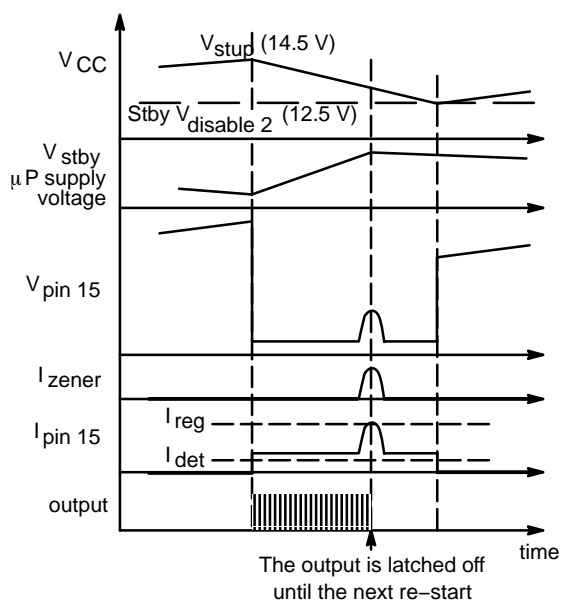 V CC
V stup (14.5 V)
Stby V disable 2 (12.5 V)
V stby
μ P supply
voltage
V pin 15
I zener
I pin 15
I reg
I det
output
time
The output is latched off
until the next re−start